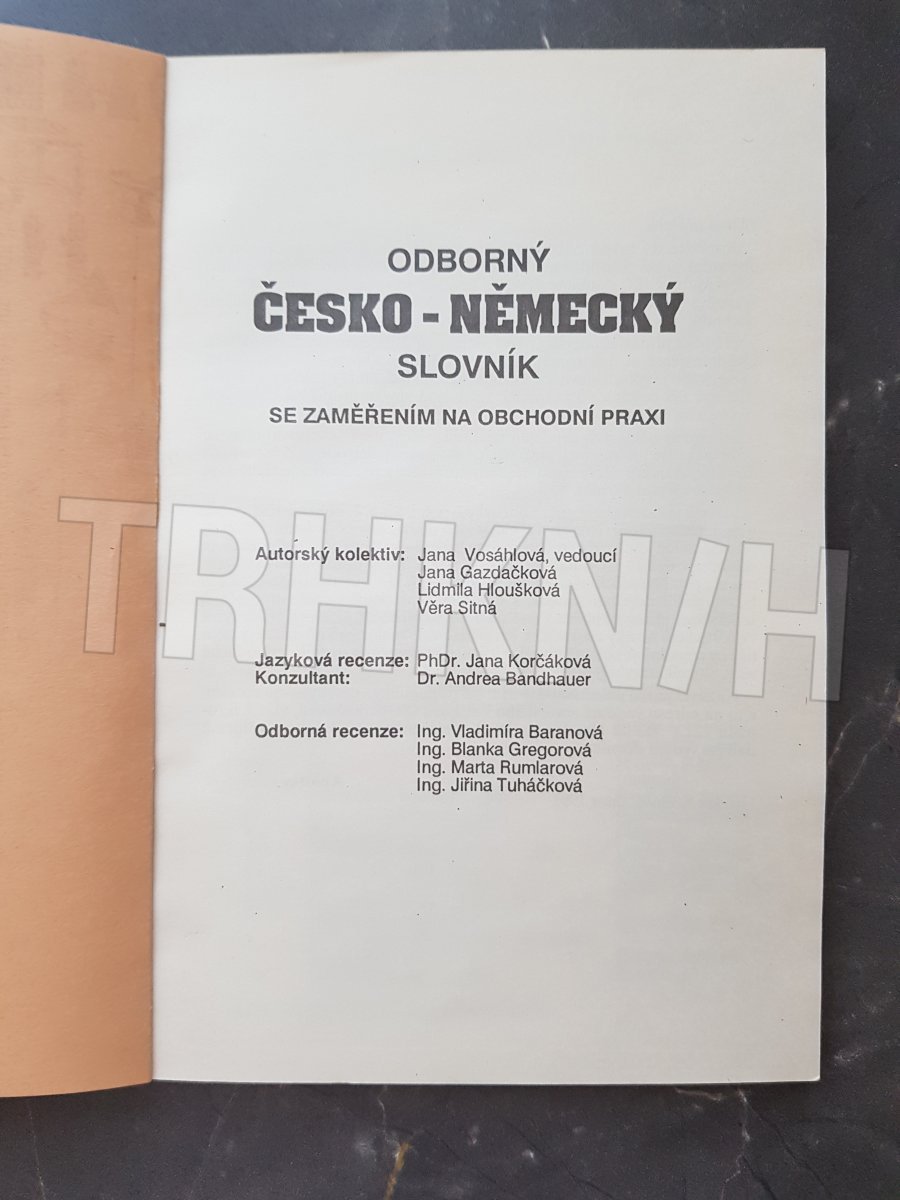 ODBORNÝ
ČESKO - NĚMECKÝ
SLOVNÍK
SE ZAMĚŘENÍM NA OBCHODNÍ PRAXI
TRHKN/H
Autorský kolektiv: Jana Vosáhlová, vedoucí
Jana Gazdačková
Lidmila Hloušková
Věra Sitná
Jazyková recenze: PhDr. Jana Korčáková
Konzultant: Dr. Andrea Bandhauer
Odborná recenze: Ing. Vladimíra Baranová
Ing. Blanka Gregorová
Ing. Marta Rumlarová
Ing. Jiřina Tuháčková